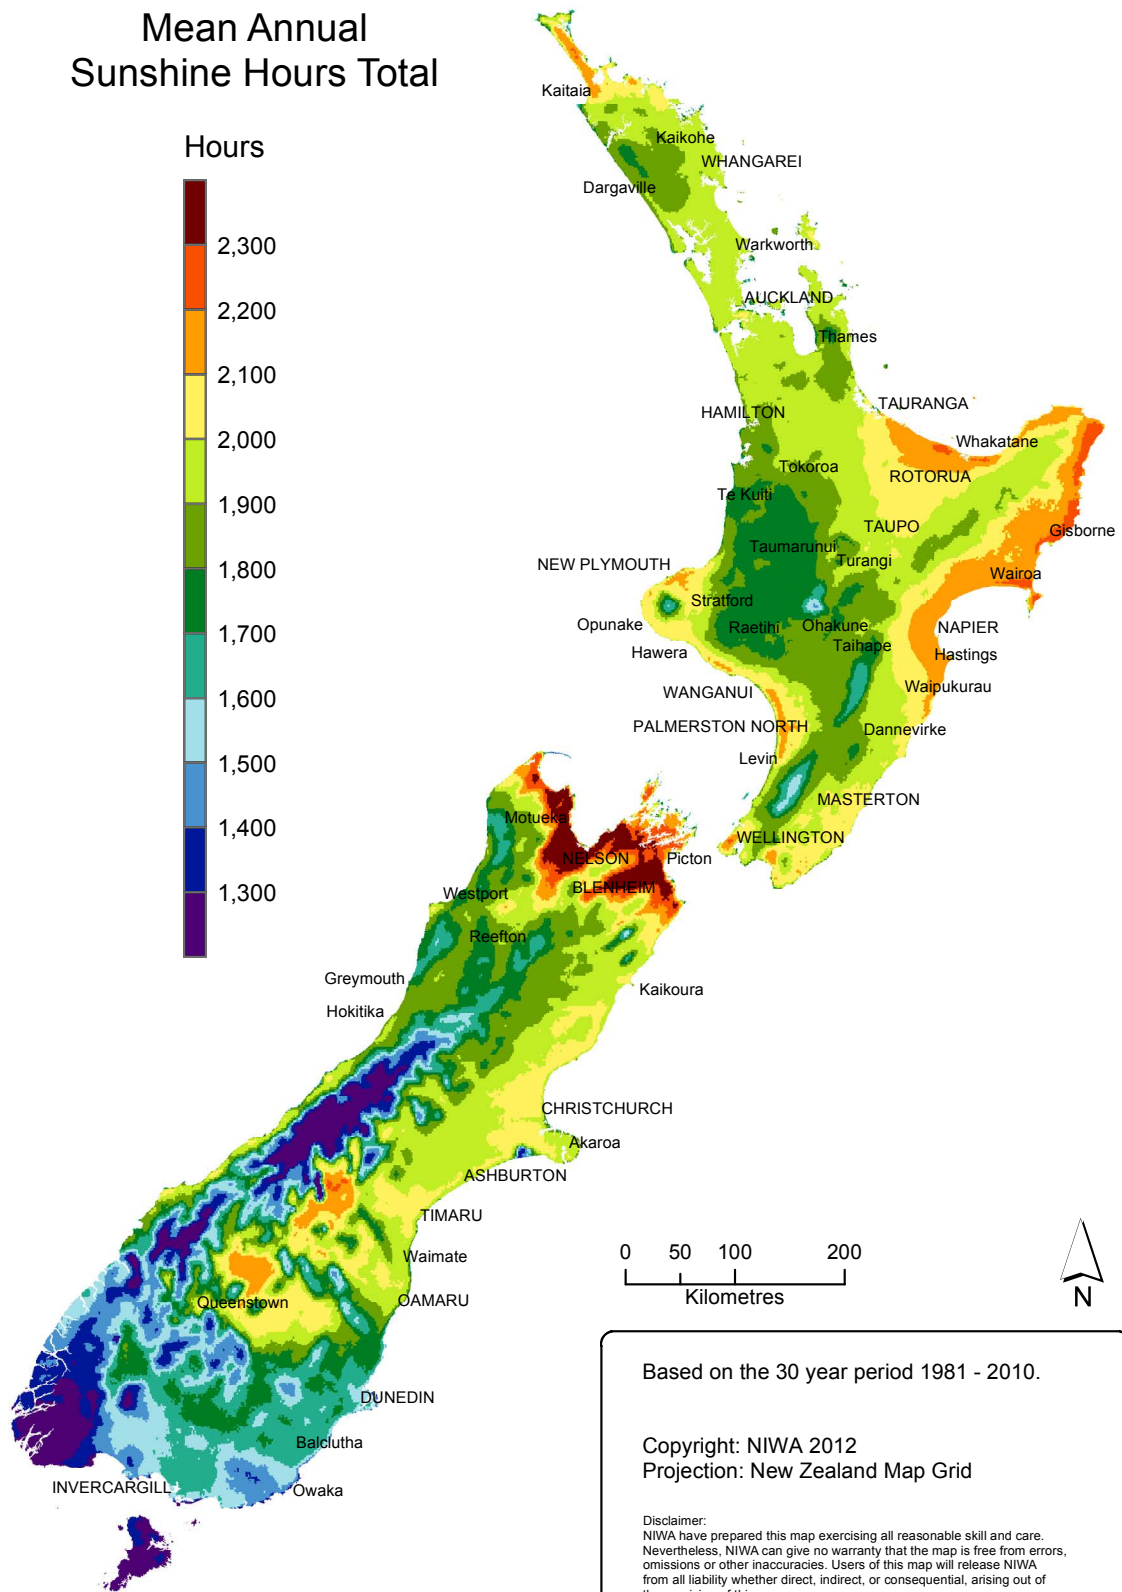 Mean Annual
Sunshine Hours Total
Hours
2,300
2,200
2,100
2,000
1,900
1,800
1,700
1,600
1,500
1,400
1,300
Kaitaia
Kaikohe
WHANGAREI
Dargaville
Warkworth
AUCKLAND
Thames
TAURANGA
HAMILTON
Whakatane
Tokoroa
ROTORUA
Te Kuiti
TAUPO
Gisborne
Taumarunui
Turangi
NEW PLYMOUTH
Wairoa
Stratford
Opunake
Raetihi
Ohakune
NAPIER
Taihape
Hawera
Hastings
WANGANUI
Waipukurau
PALMERSTON NORTH
Dannevirke
Levin
MASTERTON
WELLINGTON
Motueka
NELSON
Picton
BLENHEIM
Westport
Reefton
Greymouth
Kaikoura
Hokitika
CHRISTCHURCH
Akaroa
ASHBURTON
TIMARU
Waimate
OAMARU
Queenstown
DUNEDIN
Balclutha
INVERCARGILL
Owaka
0 50 100 200
Kilometres
N
Based on the 30 year period 1981 - 2010.
Copyright: NIWA 2012
Projection: New Zealand Map Grid
Disclaimer:
NIWA have prepared this map exercising all reasonable skill and care.
Nevertheless, NIWA can give no warranty that the map is free from errors,
omissions or other inaccuracies. Users of this map will release NIWA
from all liability whether direct, indirect, or consequential, arising out of